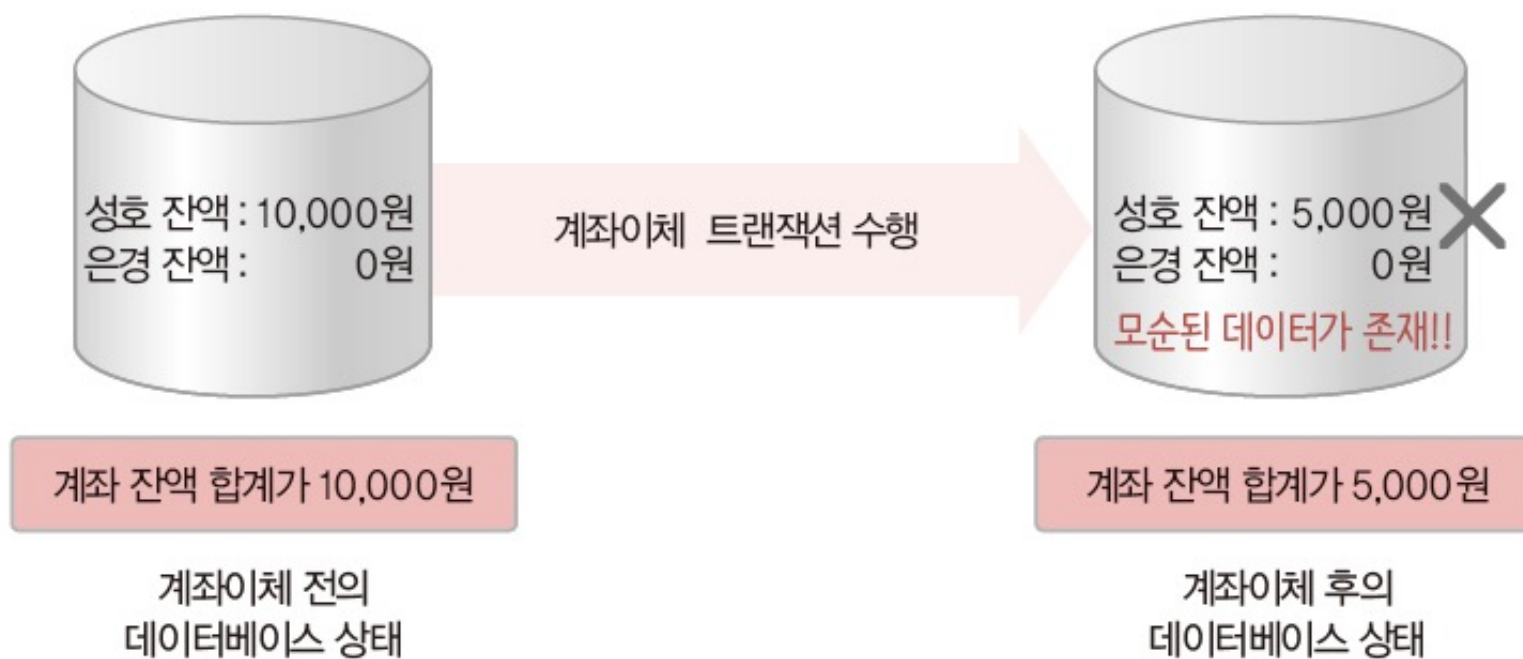 성호 잔액 : 10,000원
은경 잔액 : 0원
계좌이체 트랜잭션 수행
성호 잔액 : 5,000원
은경 잔액 : 0원
모순된 데이터가 존재!!
계좌 잔액 합계가 10,000원
계좌 잔액 합계가 5,000원
계좌이체 전의
데이터베이스 상태
계좌이체 후의
데이터베이스 상태